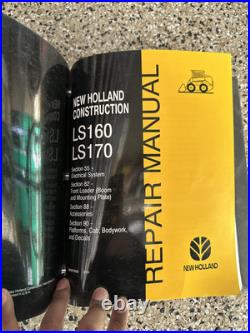 NEW HOLLAND
CONSTRUCTION
LS160
LS170
Section 55 -
Electrical System
Section 82 -
Front Loader (Boom
and Mounting Plate)
Section 88 -
Accessories
Section 90 -
Platforms, Cab, Bodywork,
and Decals
REPAIR MANUAL
NEW HOLLAND